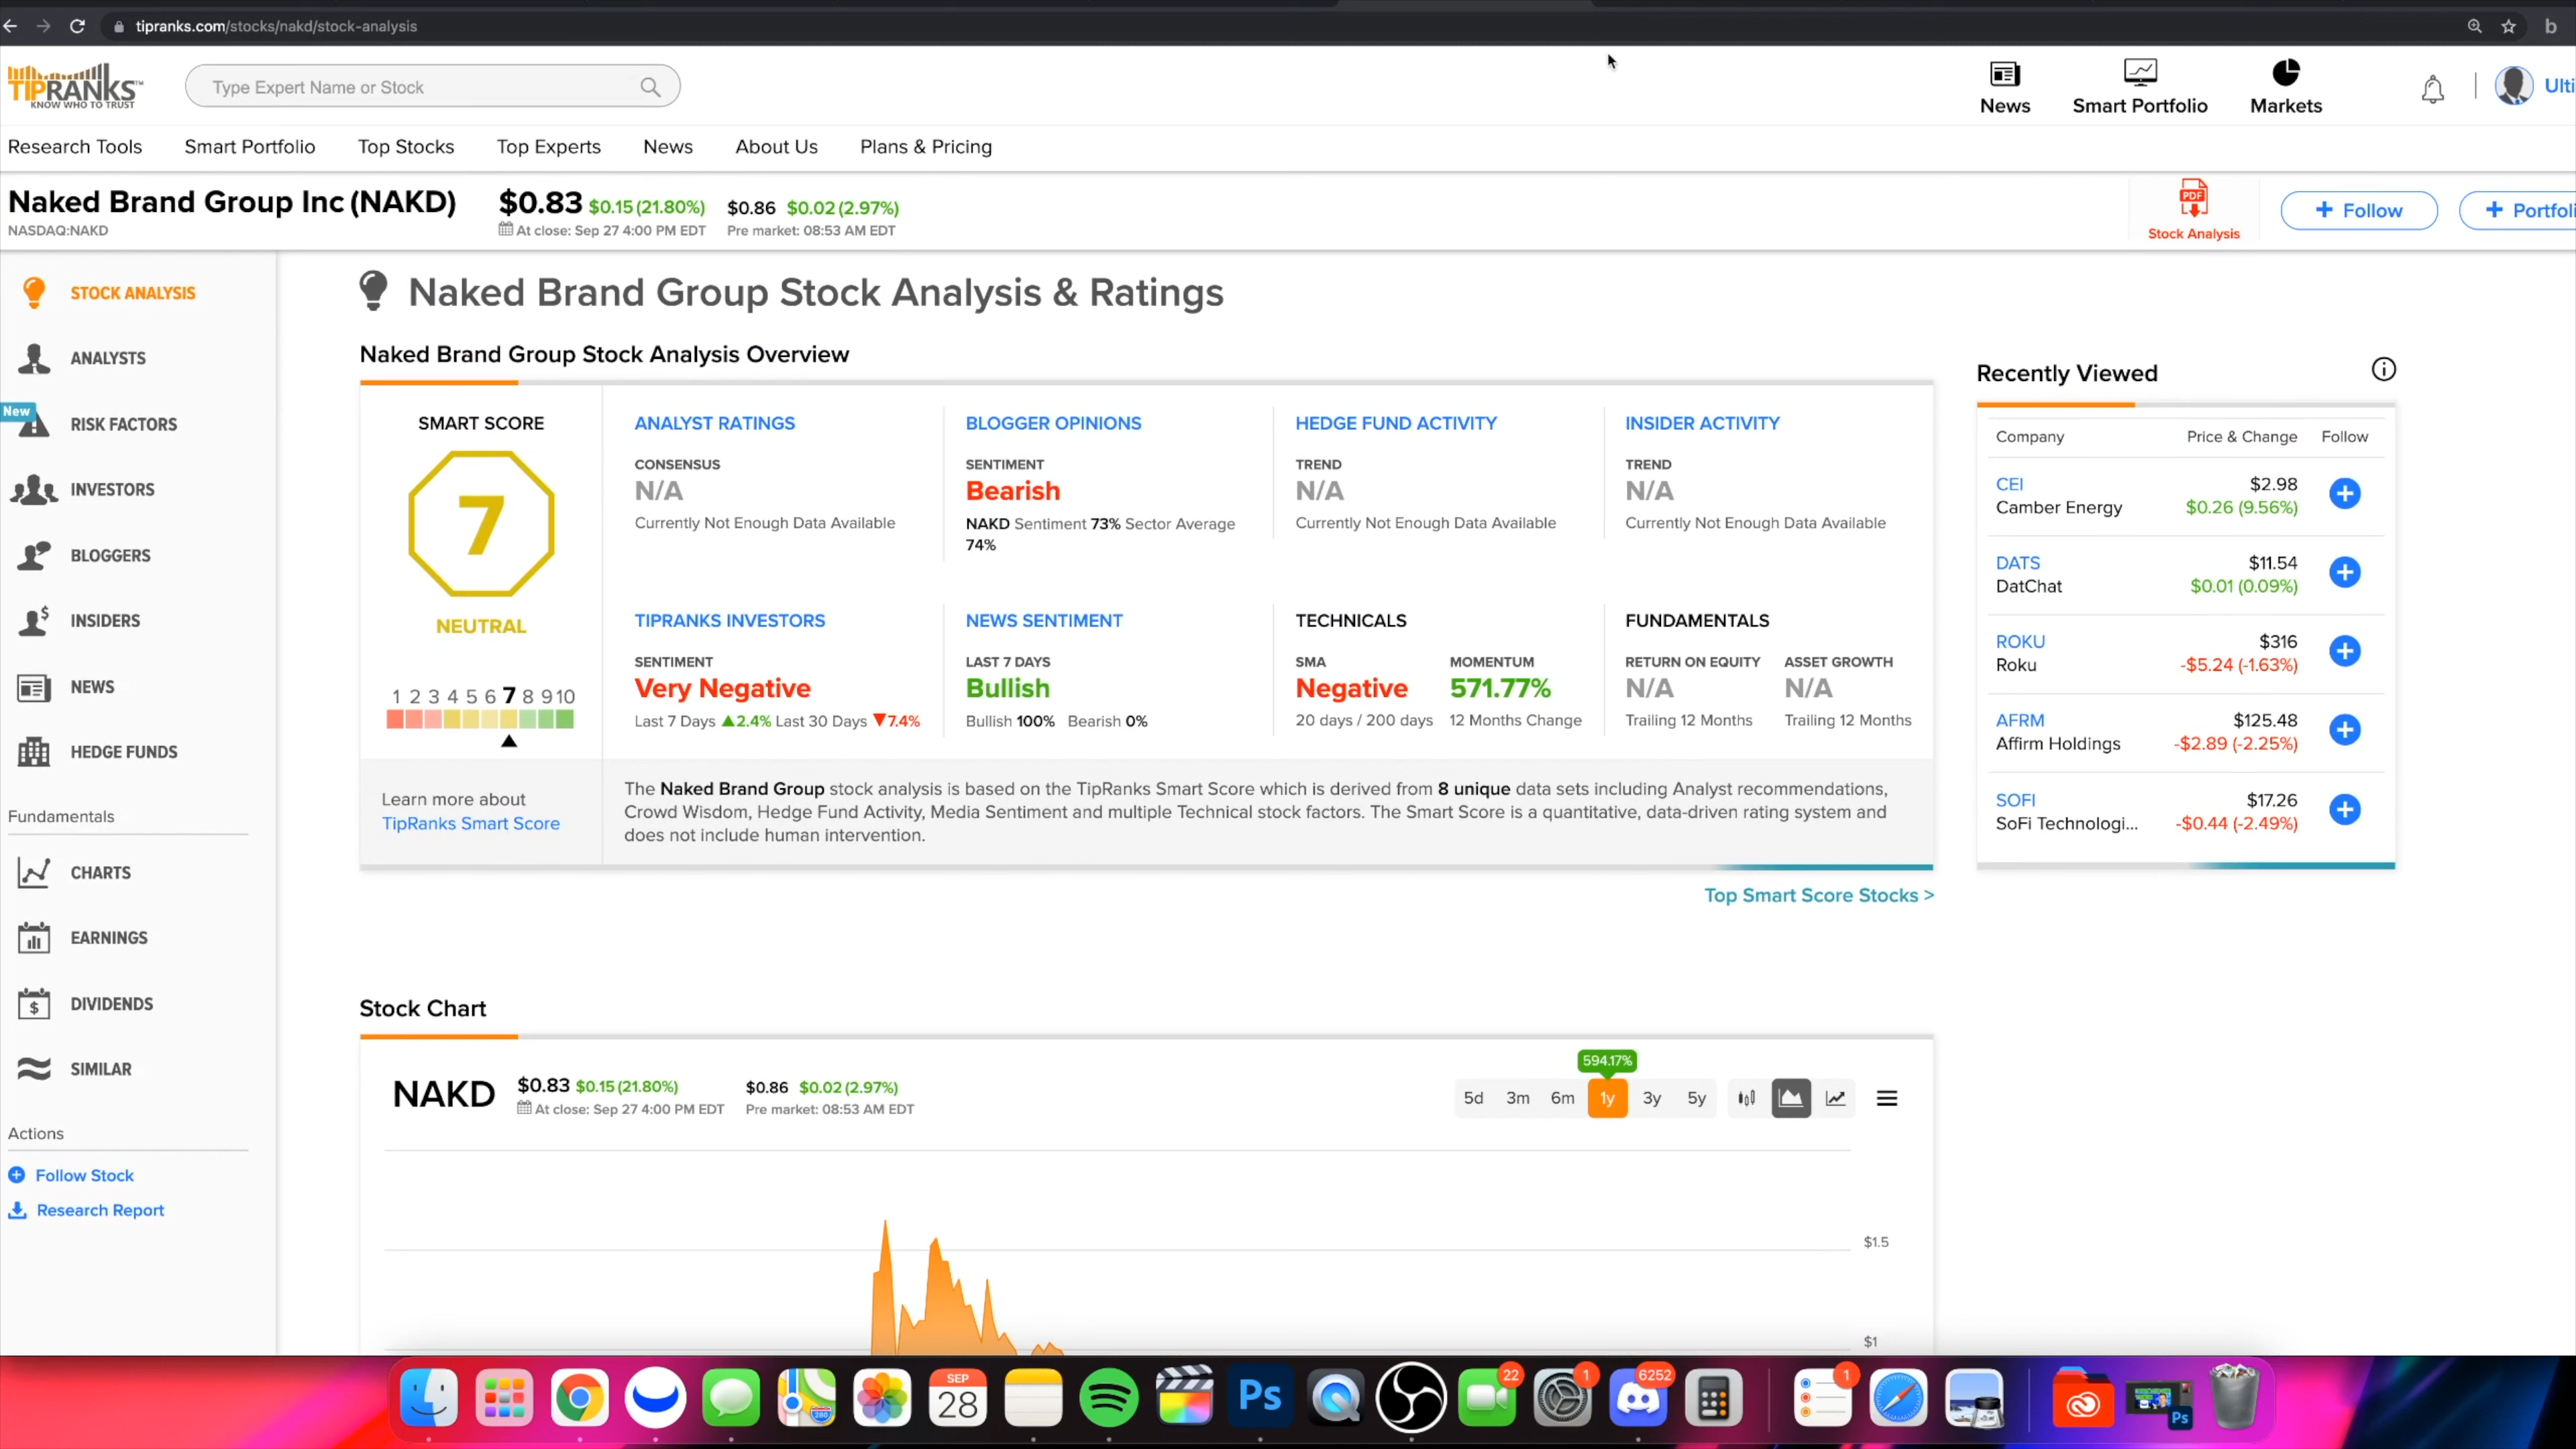 tipranks.com/stocks/nakd/stock-analysis
b
TIPRANKS™
KNOW WHO TO TRUST
Type Expert Name or Stock
News
Smart Portfolio
Markets
Ulti
Research Tools
Smart Portfolio
Top Stocks
Top Experts
News
About Us
Plans & Pricing
Naked Brand Group Inc (NAKD)
NASDAQ:NAKD
$0.83 $0.15 (21.80%)
At close: Sep 27 4:00 PM EDT
$0.86 $0.02 (2.97%)
Pre market: 08:53 AM EDT
PDF
Stock Analysis
+ Follow
+ Portfoli
STOCK ANALYSIS
ANALYSTS
New
RISK FACTORS
INVESTORS
BLOGGERS
INSIDERS
NEWS
HEDGE FUNDS
Fundamentals
CHARTS
EARNINGS
DIVIDENDS
SIMILAR
Actions
Follow Stock
Research Report
Naked Brand Group Stock Analysis & Ratings
Naked Brand Group Stock Analysis Overview
SMART SCORE
7
NEUTRAL
1 2 3 4 5 6 7 8 9 10
Learn more about
TipRanks Smart Score
ANALYST RATINGS
CONSENSUS
N/A
Currently Not Enough Data Available
BLOGGER OPINIONS
SENTIMENT
Bearish
NAKD Sentiment 73% Sector Average
74%
HEDGE FUND ACTIVITY
TREND
N/A
Currently Not Enough Data Available
INSIDER ACTIVITY
TREND
N/A
Currently Not Enough Data Available
TIPRANKS INVESTORS
SENTIMENT
Very Negative
Last 7 Days ▲2.4% Last 30 Days ▼7.4%
NEWS SENTIMENT
LAST 7 DAYS
Bullish
Bullish 100% Bearish 0%
TECHNICALS
SMA
Negative
20 days / 200 days
MOMENTUM
571.77%
12 Months Change
FUNDAMENTALS
RETURN ON EQUITY
N/A
Trailing 12 Months
ASSET GROWTH
N/A
Trailing 12 Months
The Naked Brand Group stock analysis is based on the TipRanks Smart Score which is derived from 8 unique data sets including Analyst recommendations,
Crowd Wisdom, Hedge Fund Activity, Media Sentiment and multiple Technical stock factors. The Smart Score is a quantitative, data-driven rating system and
does not include human intervention.
Top Smart Score Stocks >
Recently Viewed
Company Price & Change Follow
CEI $2.98
Camber Energy $0.26 (9.56%)
DATS $11.54
DatChat $0.01 (0.09%)
ROKU $316
Roku -$5.24 (-1.63%)
AFRM $125.48
Affirm Holdings -$2.89 (-2.25%)
SOFI $17.26
SoFi Technologi... -$0.44 (-2.49%)
Stock Chart
NAKD
$0.83 $0.15 (21.80%)
At close: Sep 27 4:00 PM EDT
$0.86 $0.02 (2.97%)
Pre market: 08:53 AM EDT
594.17%
5d 3m 6m 1y 3y 5y
$1.5
$1
280
SEP
28
Ps
22
1
6252
1
Ps